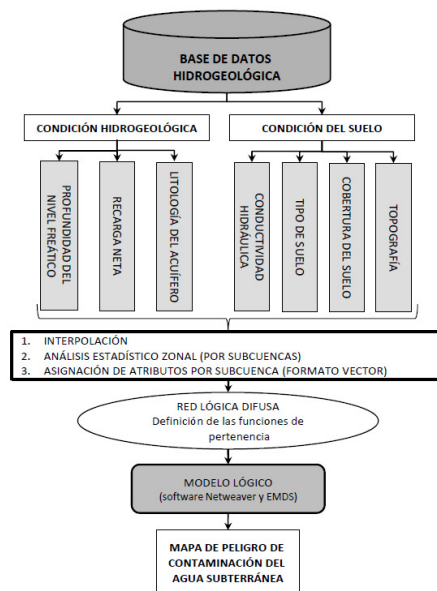 BASE DE DATOS
HIDROGEOLÓGICA
CONDICIÓN HIDROGEOLÓGICA
CONDICIÓN DEL SUELO
PROFUNDIDAD DEL
NIVEL FREÁTICO
RECARGA NETA
LITOLOGÍA DEL ACUÍFERO
CONDUCTIVIDAD
HIDRÁULICA
TIPO DE SUELO
COBERTURA DEL SUELO
TOPOGRAFÍA
1. INTERPOLACIÓN
2. ANÁLISIS ESTADÍSTICO ZONAL (POR SUBCUENCAS)
3. ASIGNACIÓN DE ATRIBUTOS POR SUBCUENCA (FORMATO VECTOR)
RED LÓGICA DIFUSA
Definición de las funciones de
pertenencia
MODELO LÓGICO
(software Netweaver y EMDS)
MAPA DE PELIGRO DE
CONTAMINACIÓN DEL
AGUA SUBTERRÁNEA